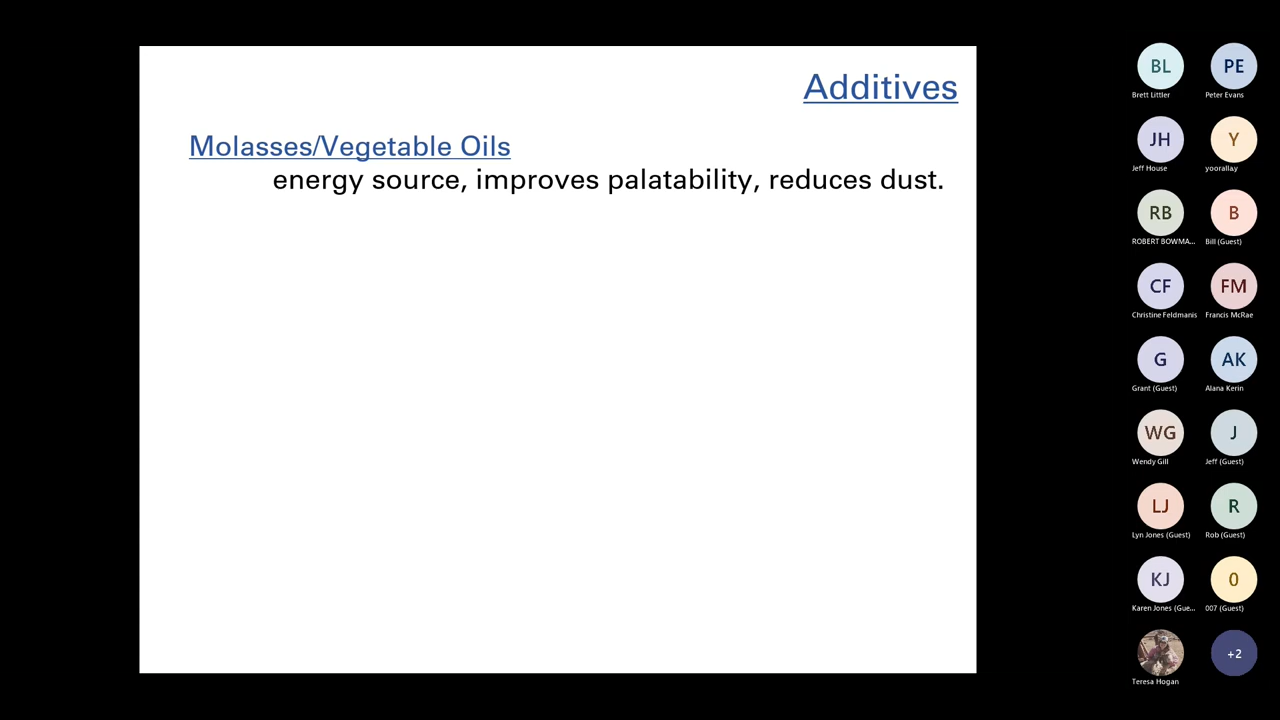 Additives
Molasses/Vegetable Oils
energy source, improves palatability, reduces dust.
BL
PE
Brett Littler
Peter Evans
JH
Y
Jeff House
yoorallay
RB
B
ROBERT BOWMA...
Bill (Guest)
CF
FM
Christine Feldmanis
Francis McRae
G
AK
Grant (Guest)
Alana Kerin
WG
J
Wendy Gill
Jeff (Guest)
LJ
R
Lyn Jones (Guest)
Rob (Guest)
KJ
0
Karen Jones (Gue...
007 (Guest)
+2
Teresa Hogan